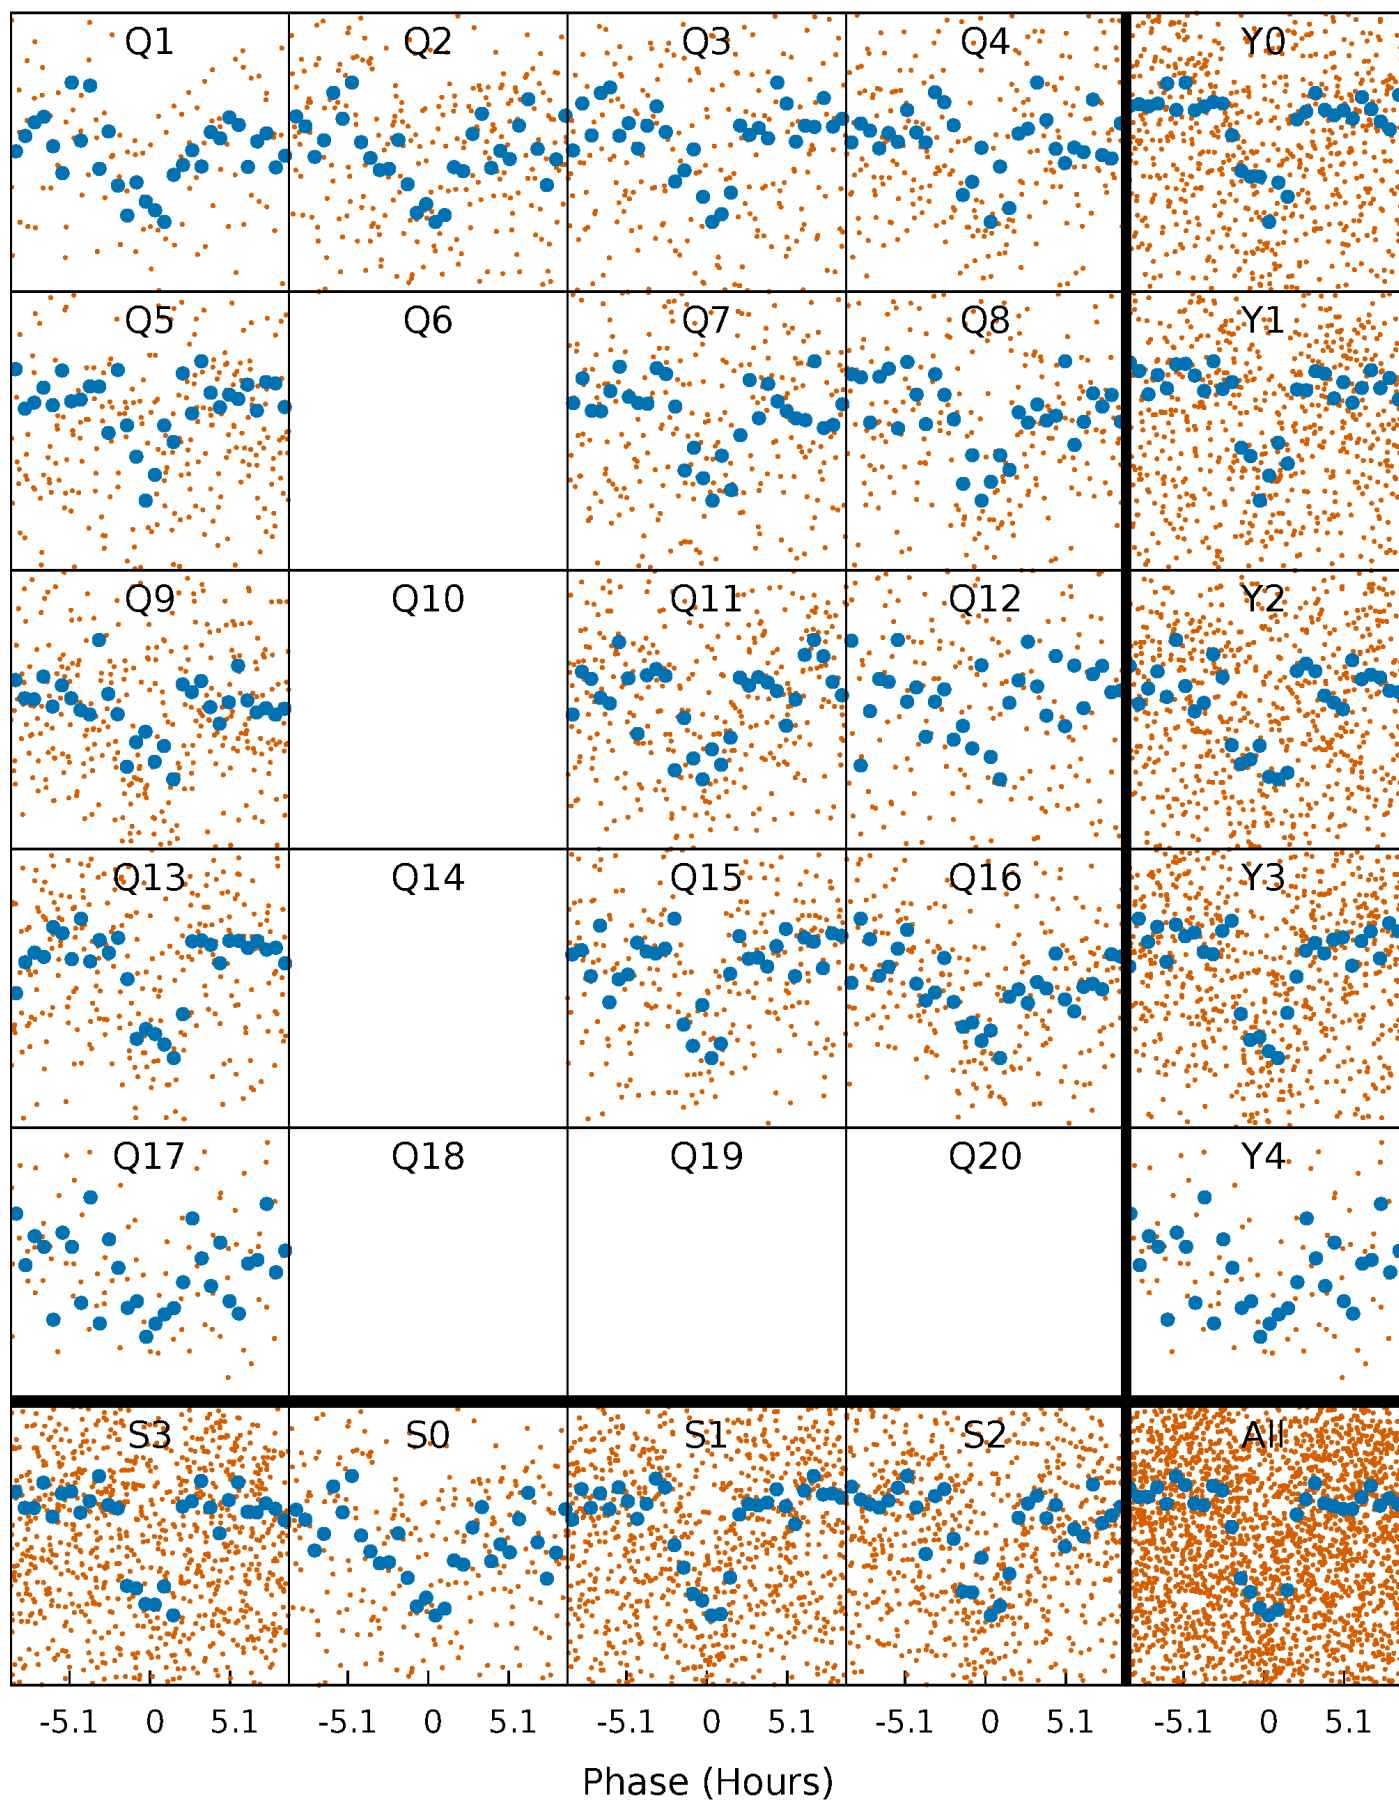 Q1 Q2 Q3 Q4 Y0
Q5 Q6 Q7 Q8 Y1
Q9 Q10 Q11 Q12 Y2
Q13 Q14 Q15 Q16 Y3
Q17 Q18 Q19 Q20 Y4
S3 S0 S1 S2 All
-5.1 0 5.1 -5.1 0 5.1 -5.1 0 5.1 -5.1 0 5.1 -5.1 0 5.1
Phase (Hours)